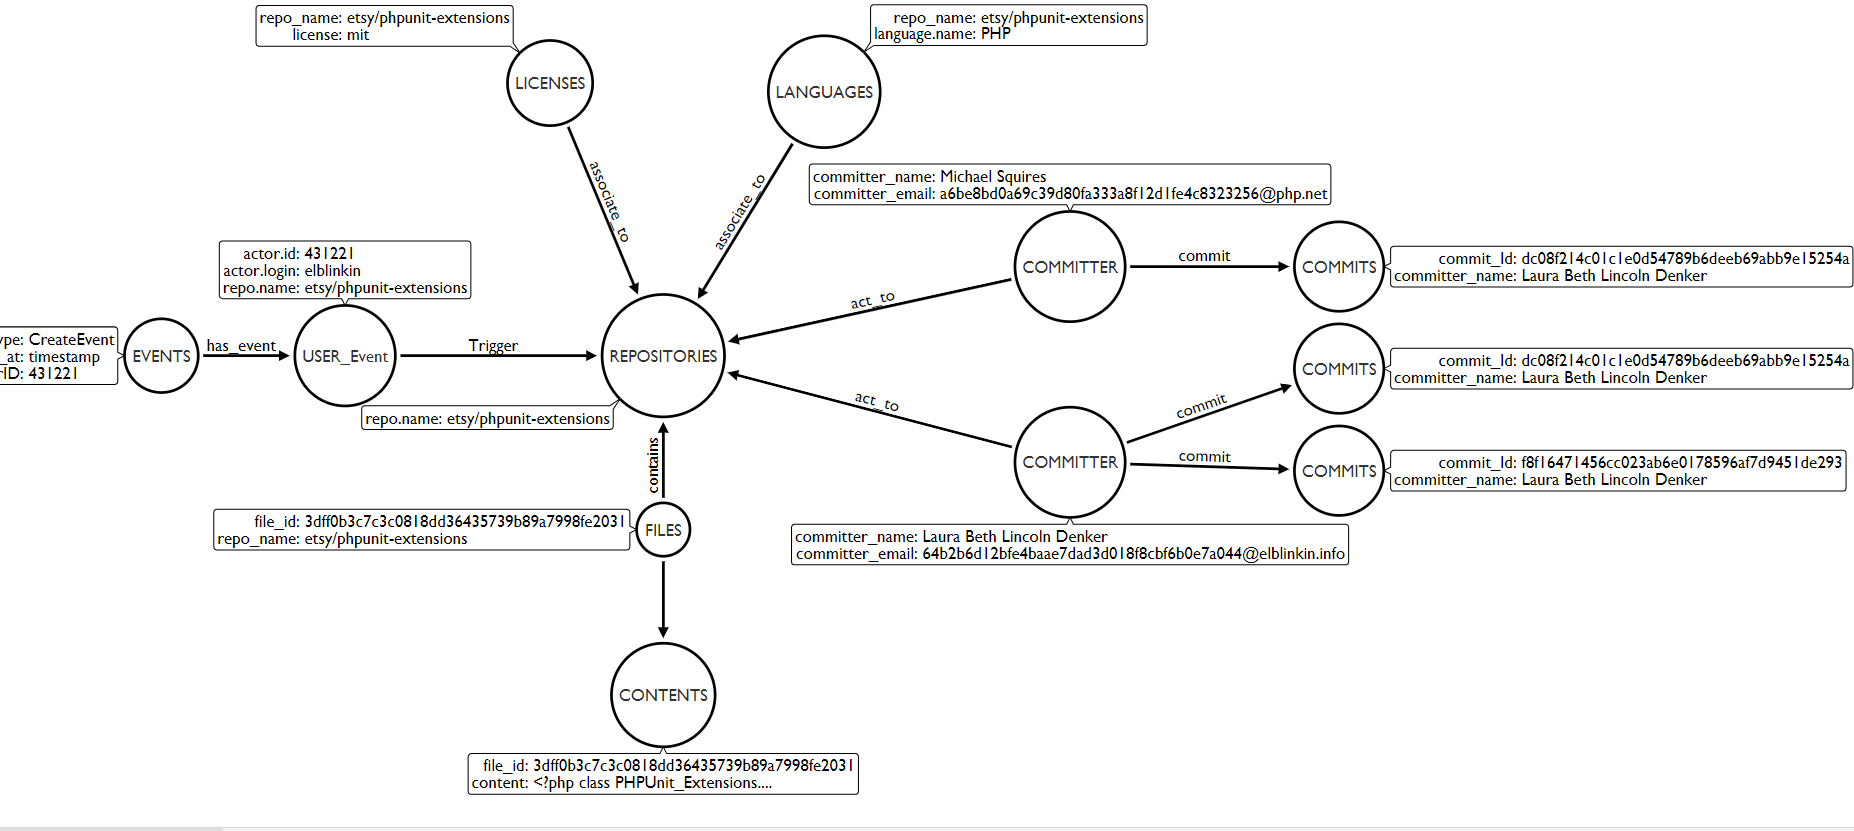 repo_name: etsy/phpunit-extensions
license: mit
repo_name: etsy/phpunit-extensions
language.name: PHP
LICENSES
LANGUAGES
associate_to
associate_to
committer_name: Michael Squires
committer_email: a6be8bd0a69c39d80fa333a8f12d1fe4c8323256@php.net
actor.id: 431221
actor.login: elblinkin
repo.name: etsy/phpunit-extensions
COMMITTER
commit
COMMITS
commit_Id: dc08f214c01c1e0d54789b6deeb69abb9e15254a
committer_name: Laura Beth Lincoln Denker
act_to
ype: CreateEvent
_at: timestamp
rID: 431221
EVENTS
has_event
USER_Event
Trigger
REPOSITORIES
repo.name: etsy/phpunit-extensions
COMMITS
commit_Id: dc08f214c01c1e0d54789b6deeb69abb9e15254a
committer_name: Laura Beth Lincoln Denker
act_to
commit
COMMITTER
commit
COMMITS
commit_Id: f8f16471456cc023ab6e0178596af7d9451de293
committer_name: Laura Beth Lincoln Denker
contains
file_id: 3dff0b3c7c3c0818dd36435739b89a7998fe2031
repo_name: etsy/phpunit-extensions
FILES
committer_name: Laura Beth Lincoln Denker
committer_email: 64b2b6d12bfe4baae7dad3d018f8cbf6b0e7a044@elblinkin.info
CONTENTS
file_id: 3dff0b3c7c3c0818dd36435739b89a7998fe2031
content: <?php class PHPUnit_Extensions....